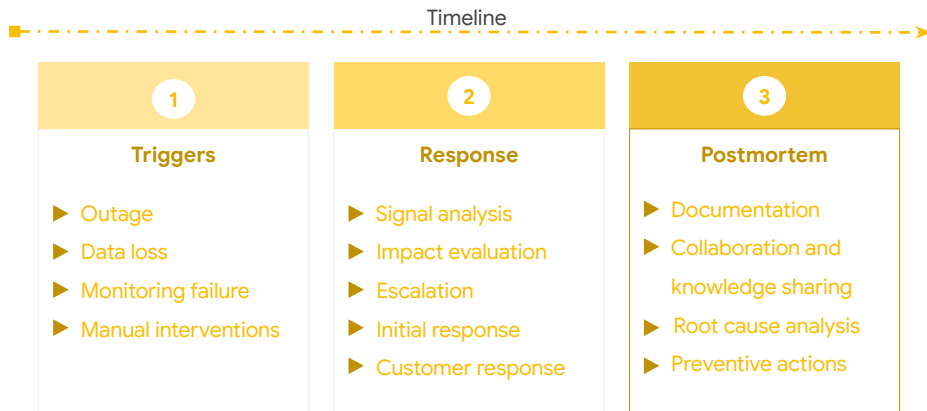 Timeline
1
Triggers
Outage
Data loss
Monitoring failure
Manual interventions
2
Response
Signal analysis
Impact evaluation
Escalation
Initial response
Customer response
3
Postmortem
Documentation
Collaboration and
knowledge sharing
Root cause analysis
Preventive actions